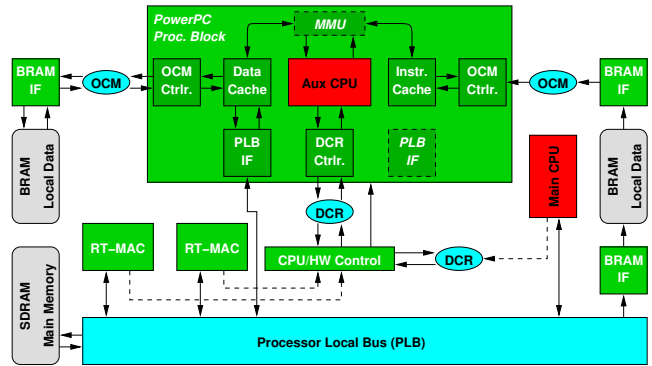 PowerPC
Proc. Block
MMU
BRAM
IF
OCM
OCM
Ctrlr.
Data
Cache
Aux CPU
Instr.
Cache
OCM
Ctrlr.
OCM
BRAM
IF
BRAM
Local Data
PLB
IF
DCR
Ctrlr.
PLB
IF
Main CPU
BRAM
Local Data
DCR
RT−MAC
RT−MAC
CPU/HW Control
DCR
BRAM
IF
SDRAM
Main Memory
Processor Local Bus (PLB)